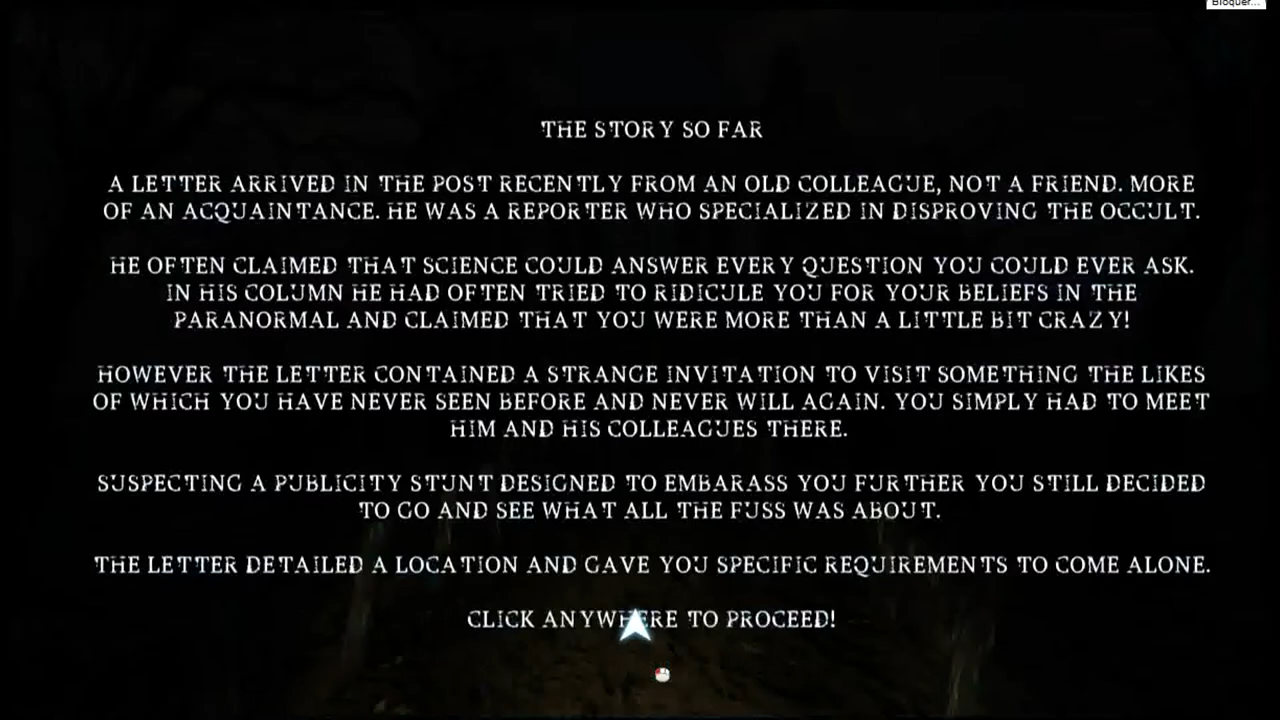 Bloquer...
THE STORY SO FAR
A LETTER ARRIVED IN THE POST RECENTLY FROM AN OLD COLLEAGUE, NOT A FRIEND. MORE
OF AN ACQUAINTANCE. HE WAS A REPORTER WHO SPECIALIZED IN DISPROVING THE OCCULT.
HE OFTEN CLAIMED THAT SCIENCE COULD ANSWER EVERY QUESTION YOU COULD EVER ASK.
IN HIS COLUMN HE HAD OFTEN TRIED TO RIDICULE YOU FOR YOUR BELIEFS IN THE
PARANORMAL AND CLAIMED THAT YOU WERE MORE THAN A LITTLE BIT CRAZY!
HOWEVER THE LETTER CONTAINED A STRANGE INVITATION TO VISIT SOMETHING THE LIKES
OF WHICH YOU HAVE NEVER SEEN BEFORE AND NEVER WILL AGAIN. YOU SIMPLY HAD TO MEET
HIM AND HIS COLLEAGUES THERE.
SUSPECTING A PUBLICITY STUNT DESIGNED TO EMBARASS YOU FURTHER YOU STILL DECIDED
TO GO AND SEE WHAT ALL THE FUSS WAS ABOUT.
THE LETTER DETAILED A LOCATION AND GAVE YOU SPECIFIC REQUIREMENTS TO COME ALONE.
CLICK ANYWHERE TO PROCEED!